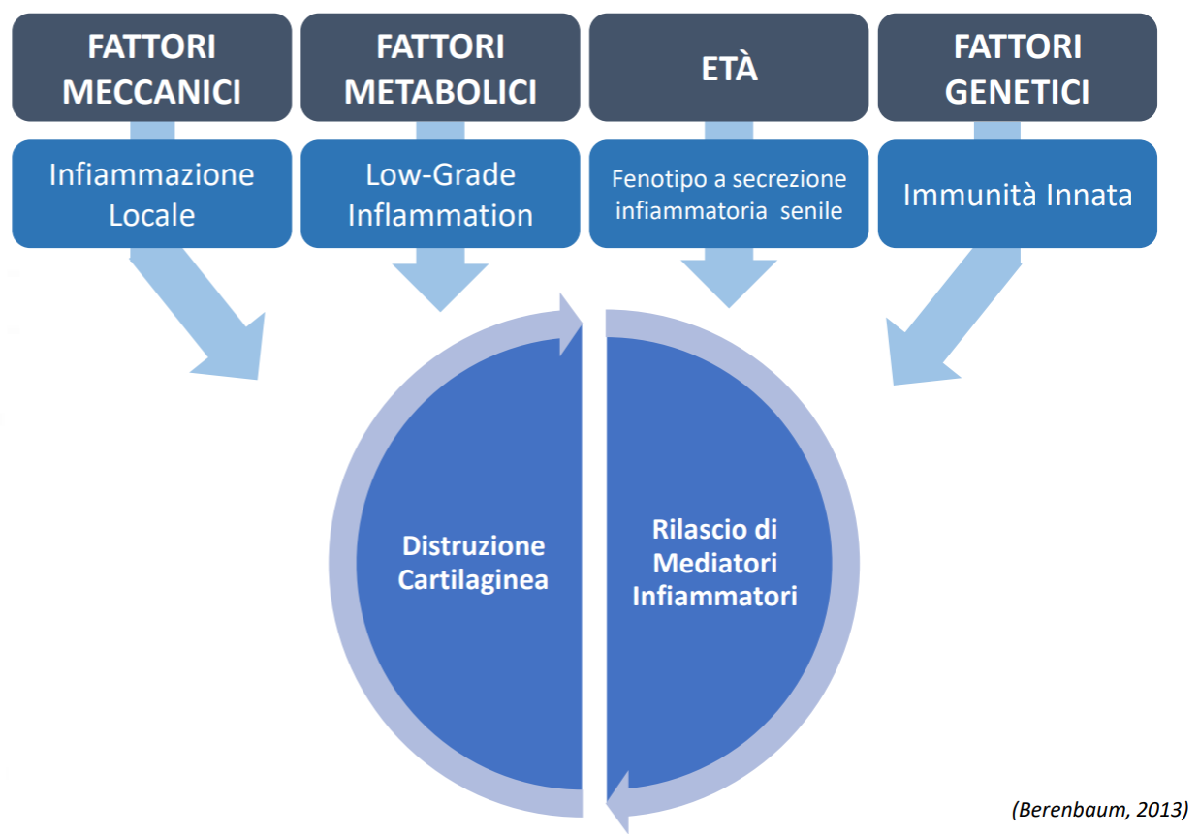 FATTORI
MECCANICI
FATTORI
METABOLICI
ETÀ
FATTORI
GENETICI
Infiammazione
Locale
Low-Grade
Inflammation
Fenotipo a secrezione
infiammatoria senile
Immunità Innata
Distruzione
Cartilaginea
Rilascio di
Mediatori
Infiammatori
(Berenbaum, 2013)